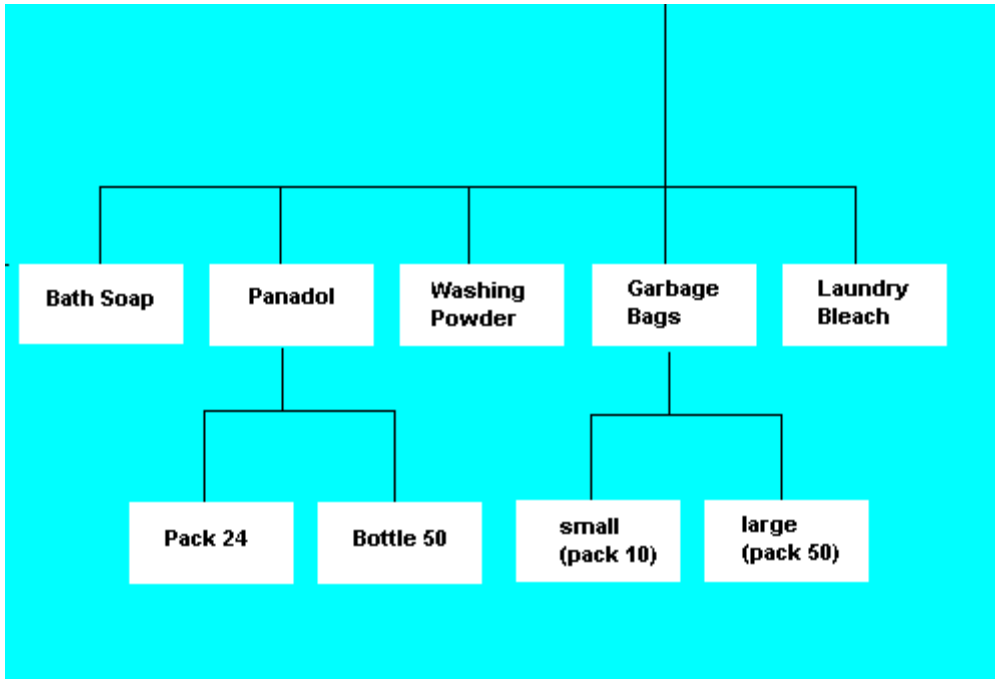 Bath Soap
Panadol
Washing
Powder
Garbage
Bags
Laundry
Bleach
Pack 24
Bottle 50
small
(pack 10)
large
(pack 50)